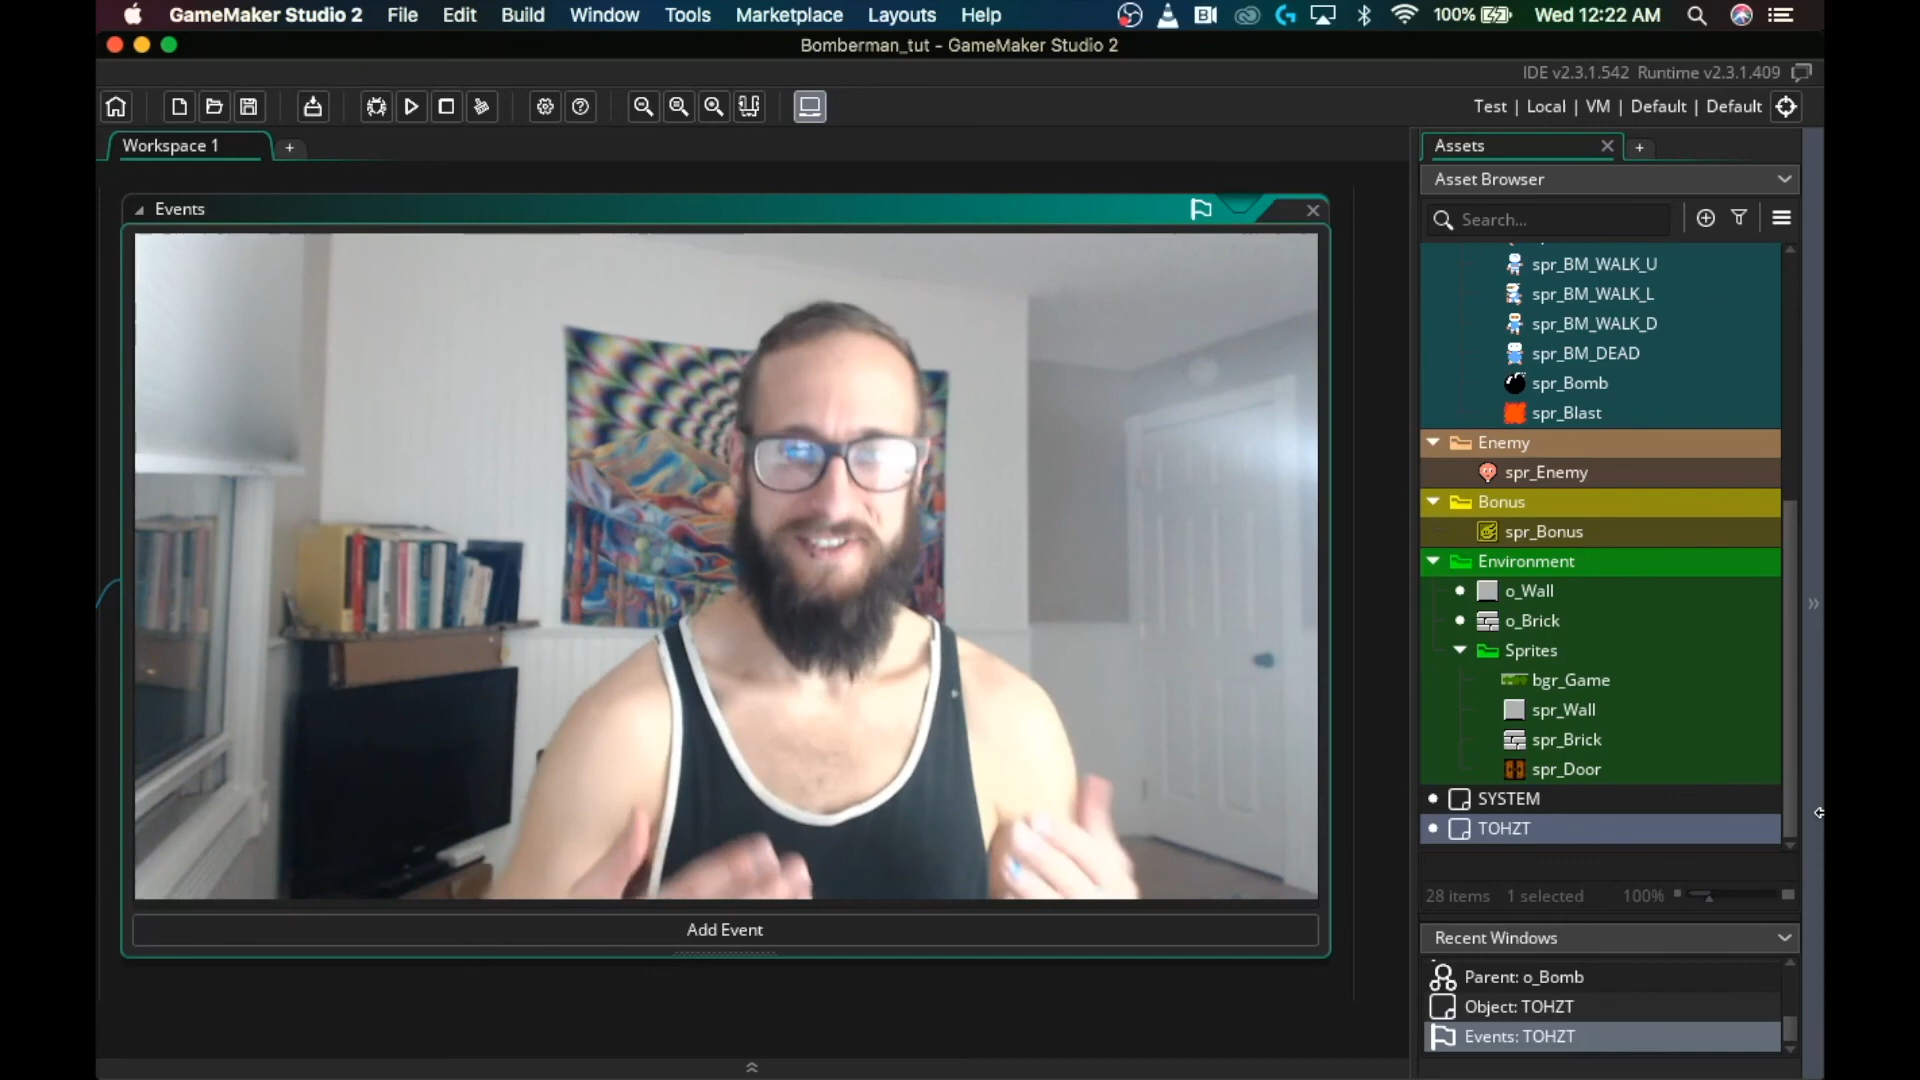 GameMaker Studio 2 File Edit Build Window Tools Marketplace Layouts Help 100% Wed 12:22 AM
Bomberman_tut - GameMaker Studio 2
IDE v2.3.1.542 Runtime v2.3.1.409
Test | Local | VM | Default | Default
Workspace 1 +
Assets
Asset Browser
Events
Search...
spr_BM_WALK_U
spr_BM_WALK_L
spr_BM_WALK_D
spr_BM_DEAD
spr_Bomb
spr_Blast
Enemy
spr_Enemy
Bonus
spr_Bonus
Environment
o_Wall
o_Brick
Sprites
bgr_Game
spr_Wall
spr_Brick
spr_Door
SYSTEM
TOHZT
28 items 1 selected 100%
Add Event
Recent Windows
Parent: o_Bomb
Object: TOHZT
Events: TOHZT